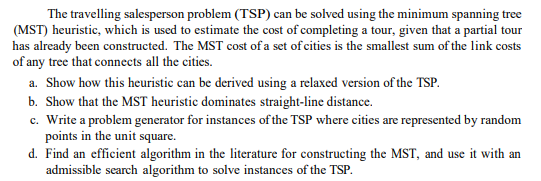 The travelling salesperson problem (TSP) can be solved using the minimum spanning tree
(MST) heuristic, which is used to estimate the cost of completing a tour, given that a partial tour
has already been constructed. The MST cost of a set of cities is the smallest sum of the link costs
of any tree that connects all the cities.
a. Show how this heuristic can be derived using a relaxed version of the TSP.
b. Show that the MST heuristic dominates straight-line distance.
c. Write a problem generator for instances of the TSP where cities are represented by random
points in the unit square.
d. Find an efficient algorithm in the literature for constructing the MST, and use it with an
admissible search algorithm to solve instances of the TSP.